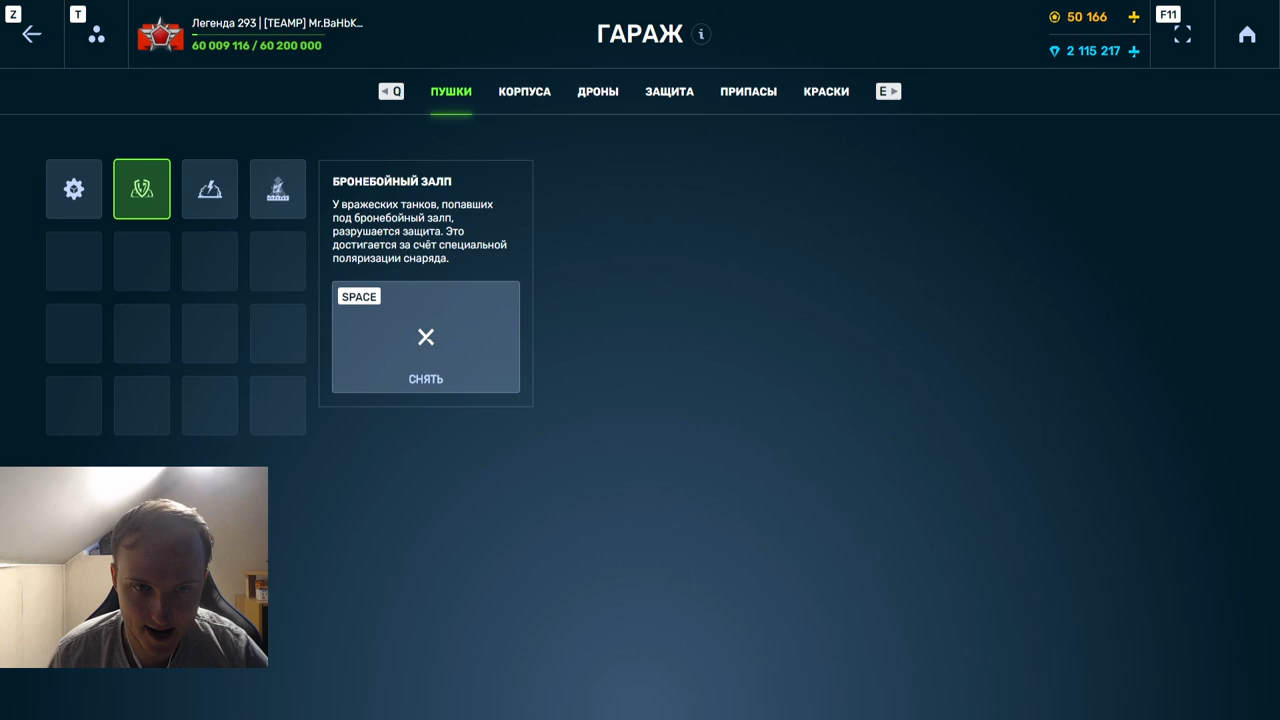 Z
T
Легенда 293 | [TEAMP] Mr.BaHbK...
60 009 116 / 60 200 000
ГАРАЖ
i
50 166
F11
2 115 217
Q
ПУШКИ
КОРПУСА
ДРОНЫ
ЗАЩИТА
ПРИПАСЫ
КРАСКИ
E
БРОНЕБОЙНЫЙ ЗАЛП
У вражеских танков, попавших
под бронебойный залп,
разрушается защита. Это
достигается за счёт специальной
поляризации снаряда.
SPACE
СНЯТЬ